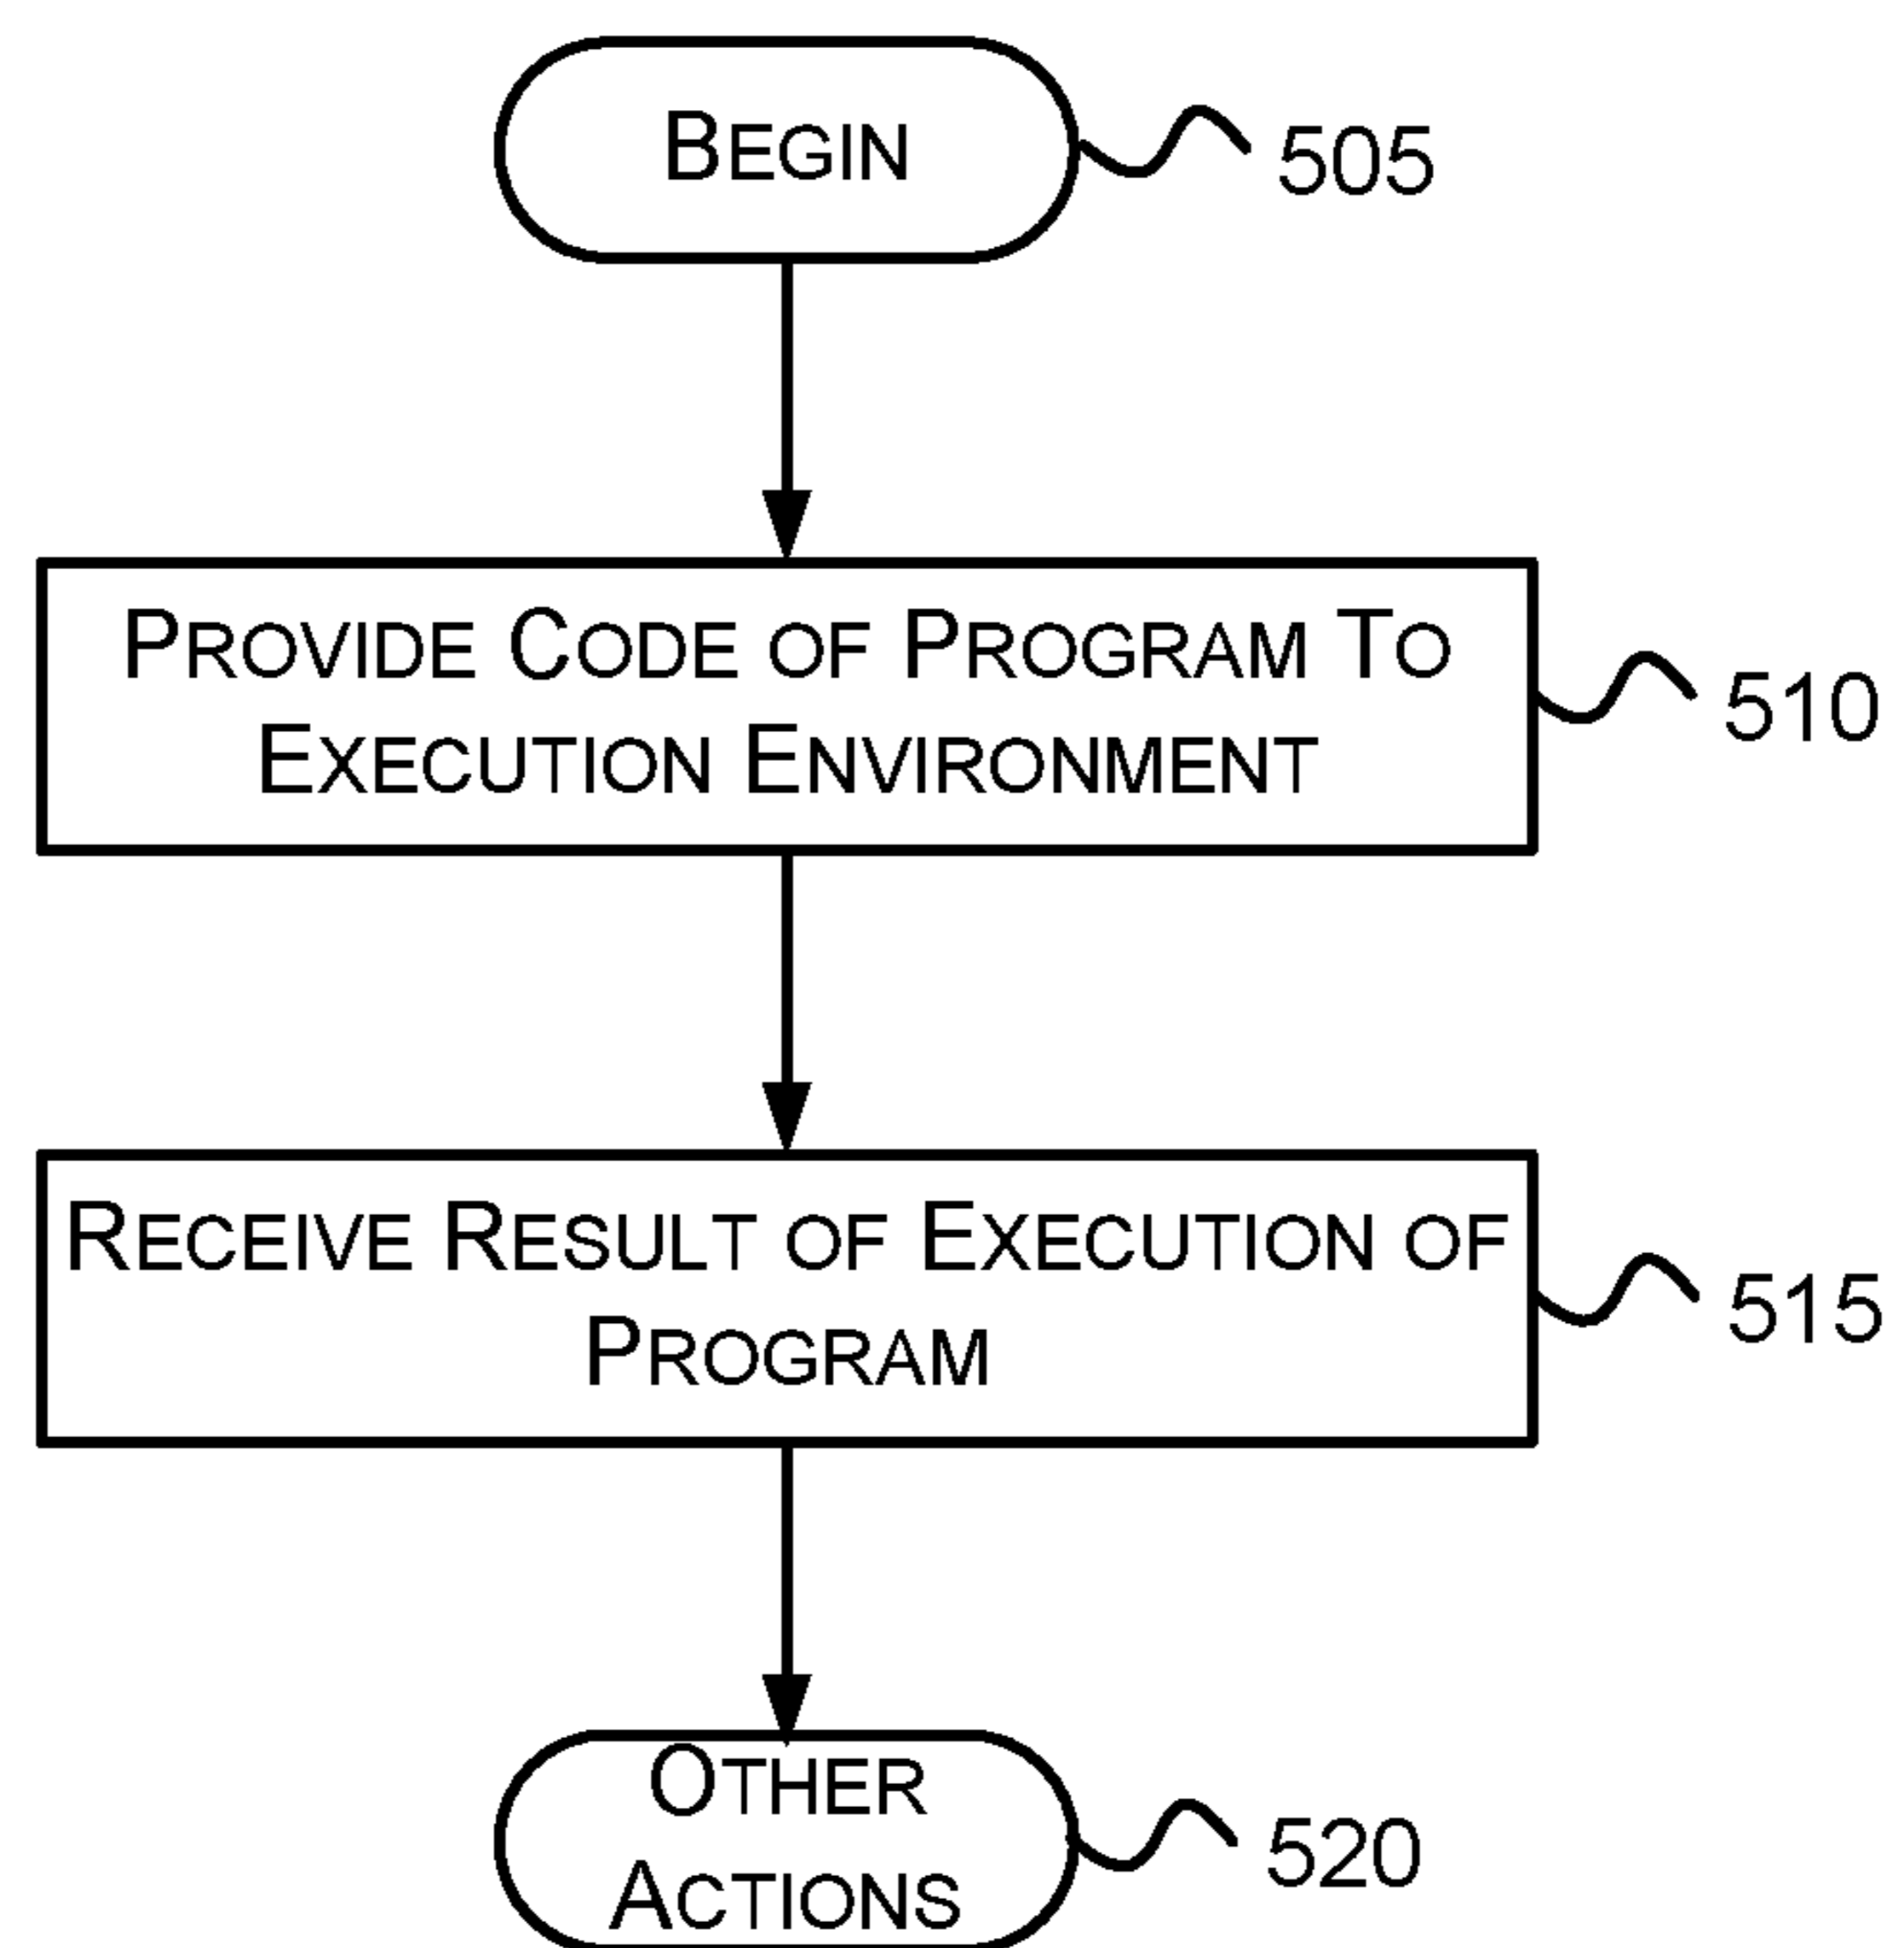 BEGIN
505
PROVIDE CODE OF PROGRAM TO
EXECUTION ENVIRONMENT
510
RECEIVE RESULT OF EXECUTION OF
PROGRAM
515
OTHER
ACTIONS
520